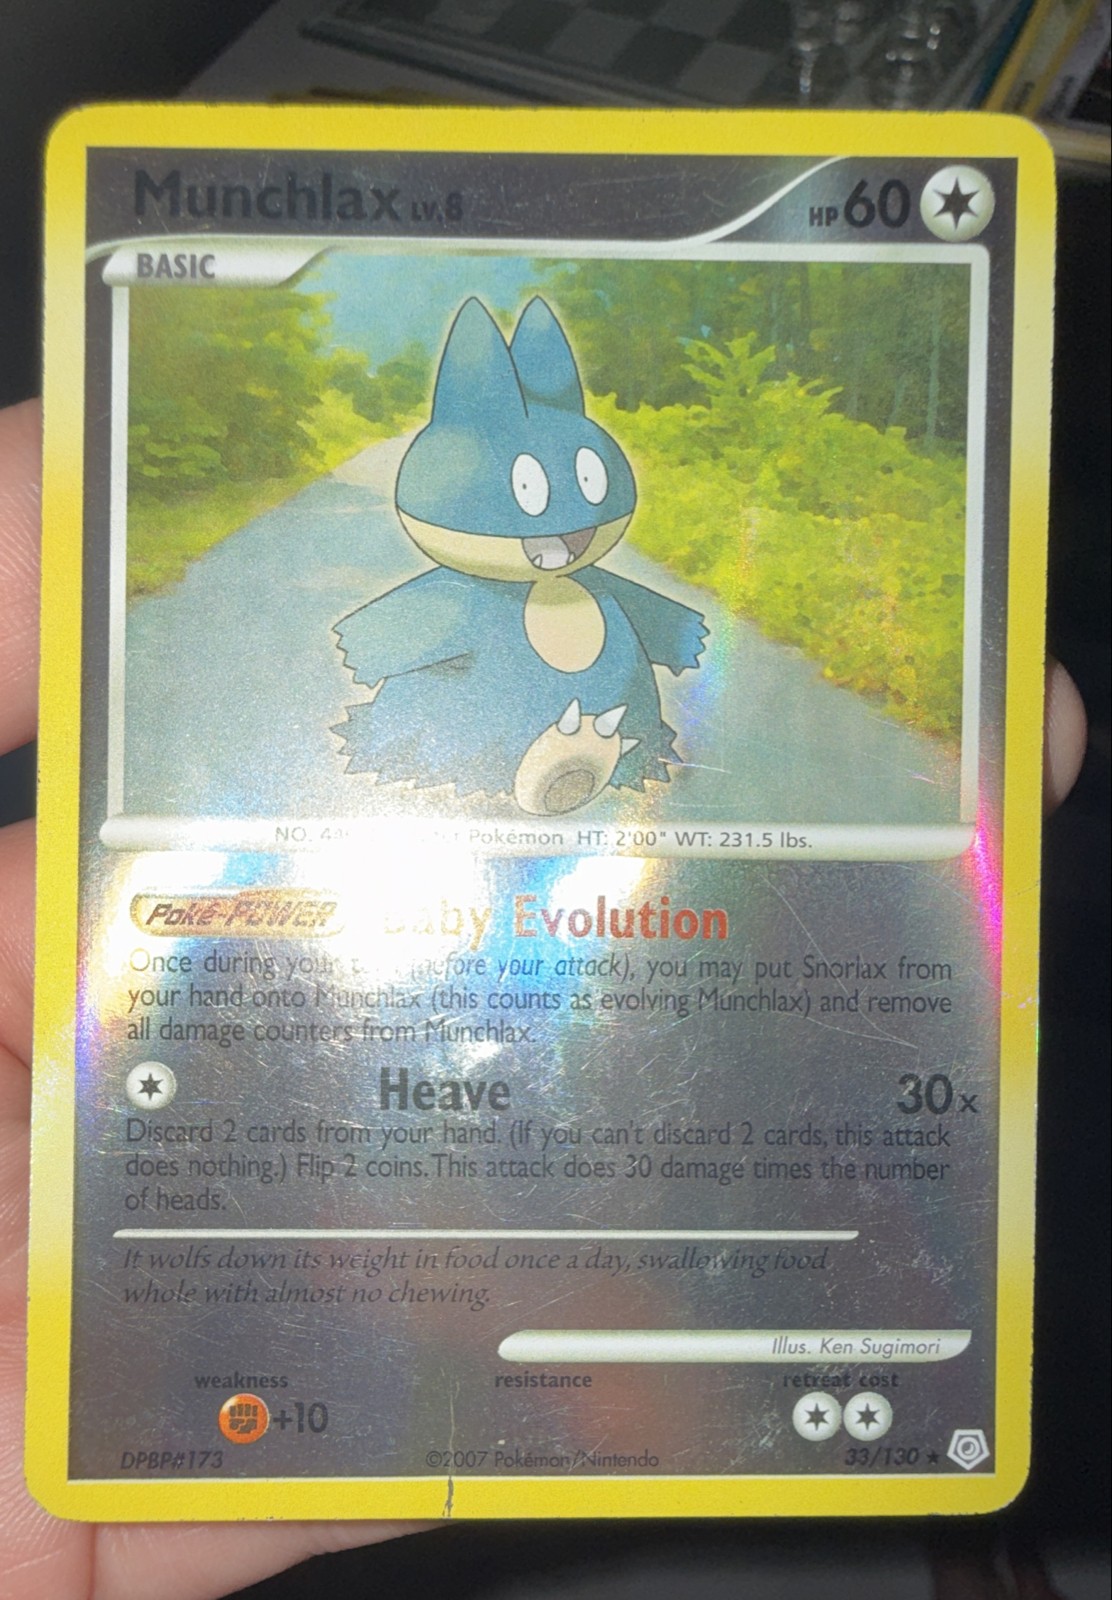 Munchlax LV.8
HP 60
BASIC
NO. Pokémon HT: 2'00" WT: 231.5 lbs.
Poké-POWER Baby Evolution
Once during your (before your attack), you may put Snorlax from
your hand onto Munchlax (this counts as evolving Munchlax) and remove
all damage counters from Munchlax.
Heave 30x
Discard 2 cards from your hand. (If you can't discard 2 cards, this attack
does nothing.) Flip 2 coins. This attack does 30 damage times the number
of heads.
It wolfs down its weight in food once a day, swallowing food
whole with almost no chewing.
Illus. Ken Sugimori
weakness resistance retreat cost
+10
DPBP#173 ©2007 Pokémon/Nintendo 33/130 ★